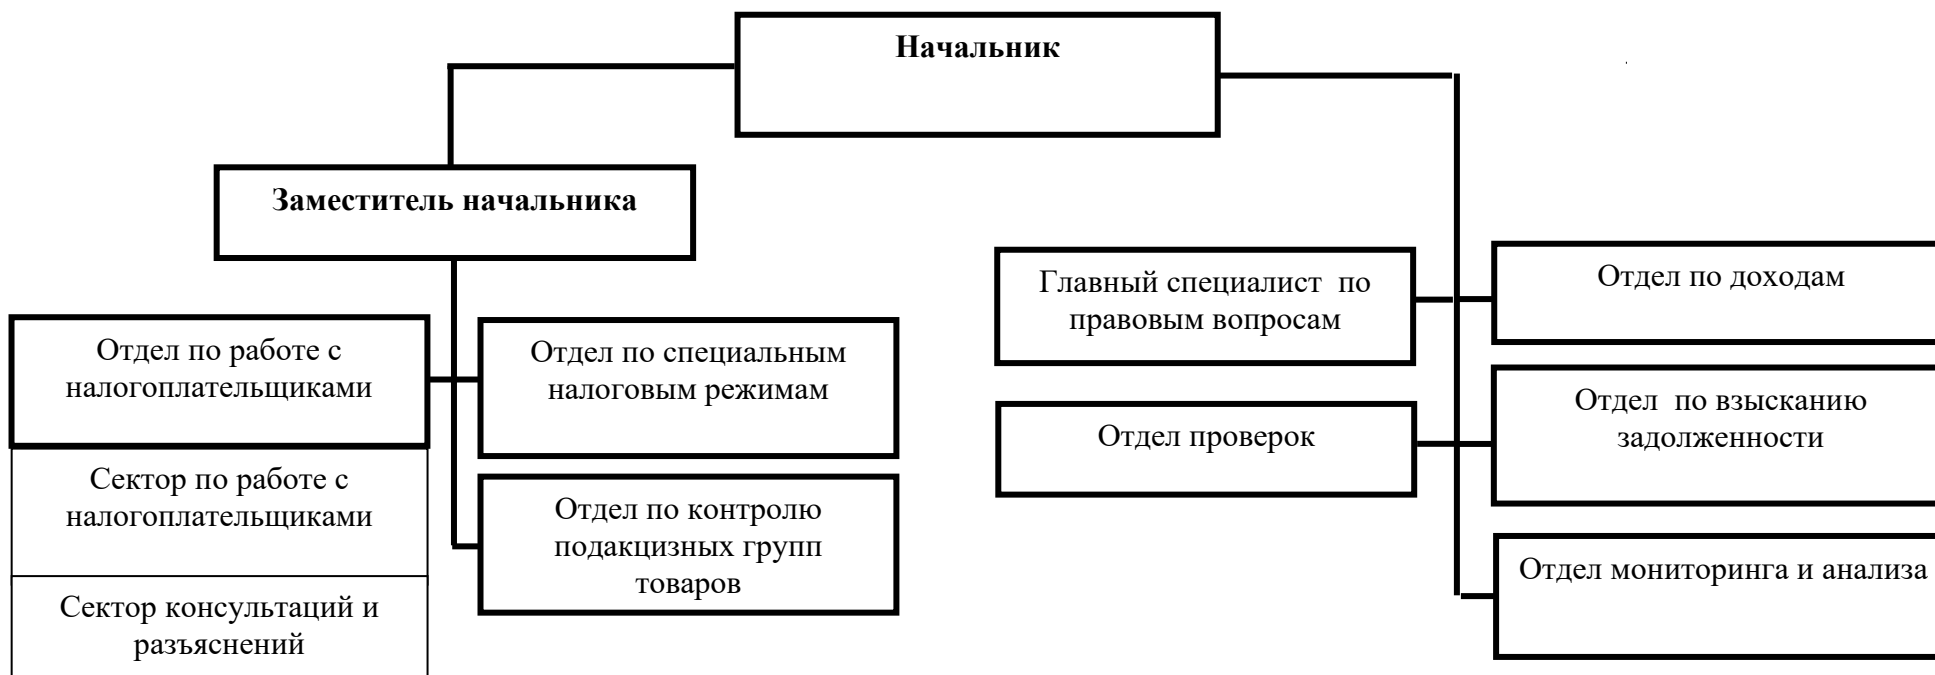 Начальник
Заместитель начальника
Отдел по работе с
налогоплательщиками
Сектор по работе с
налогоплательщиками
Сектор консультаций и
разъяснений
Отдел по специальным
налоговым режимам
Отдел по контролю
подакцизных групп
товаров
Главный специалист по
правовым вопросам
Отдел проверок
Отдел по доходам
Отдел по взысканию
задолженности
Отдел мониторинга и анализа